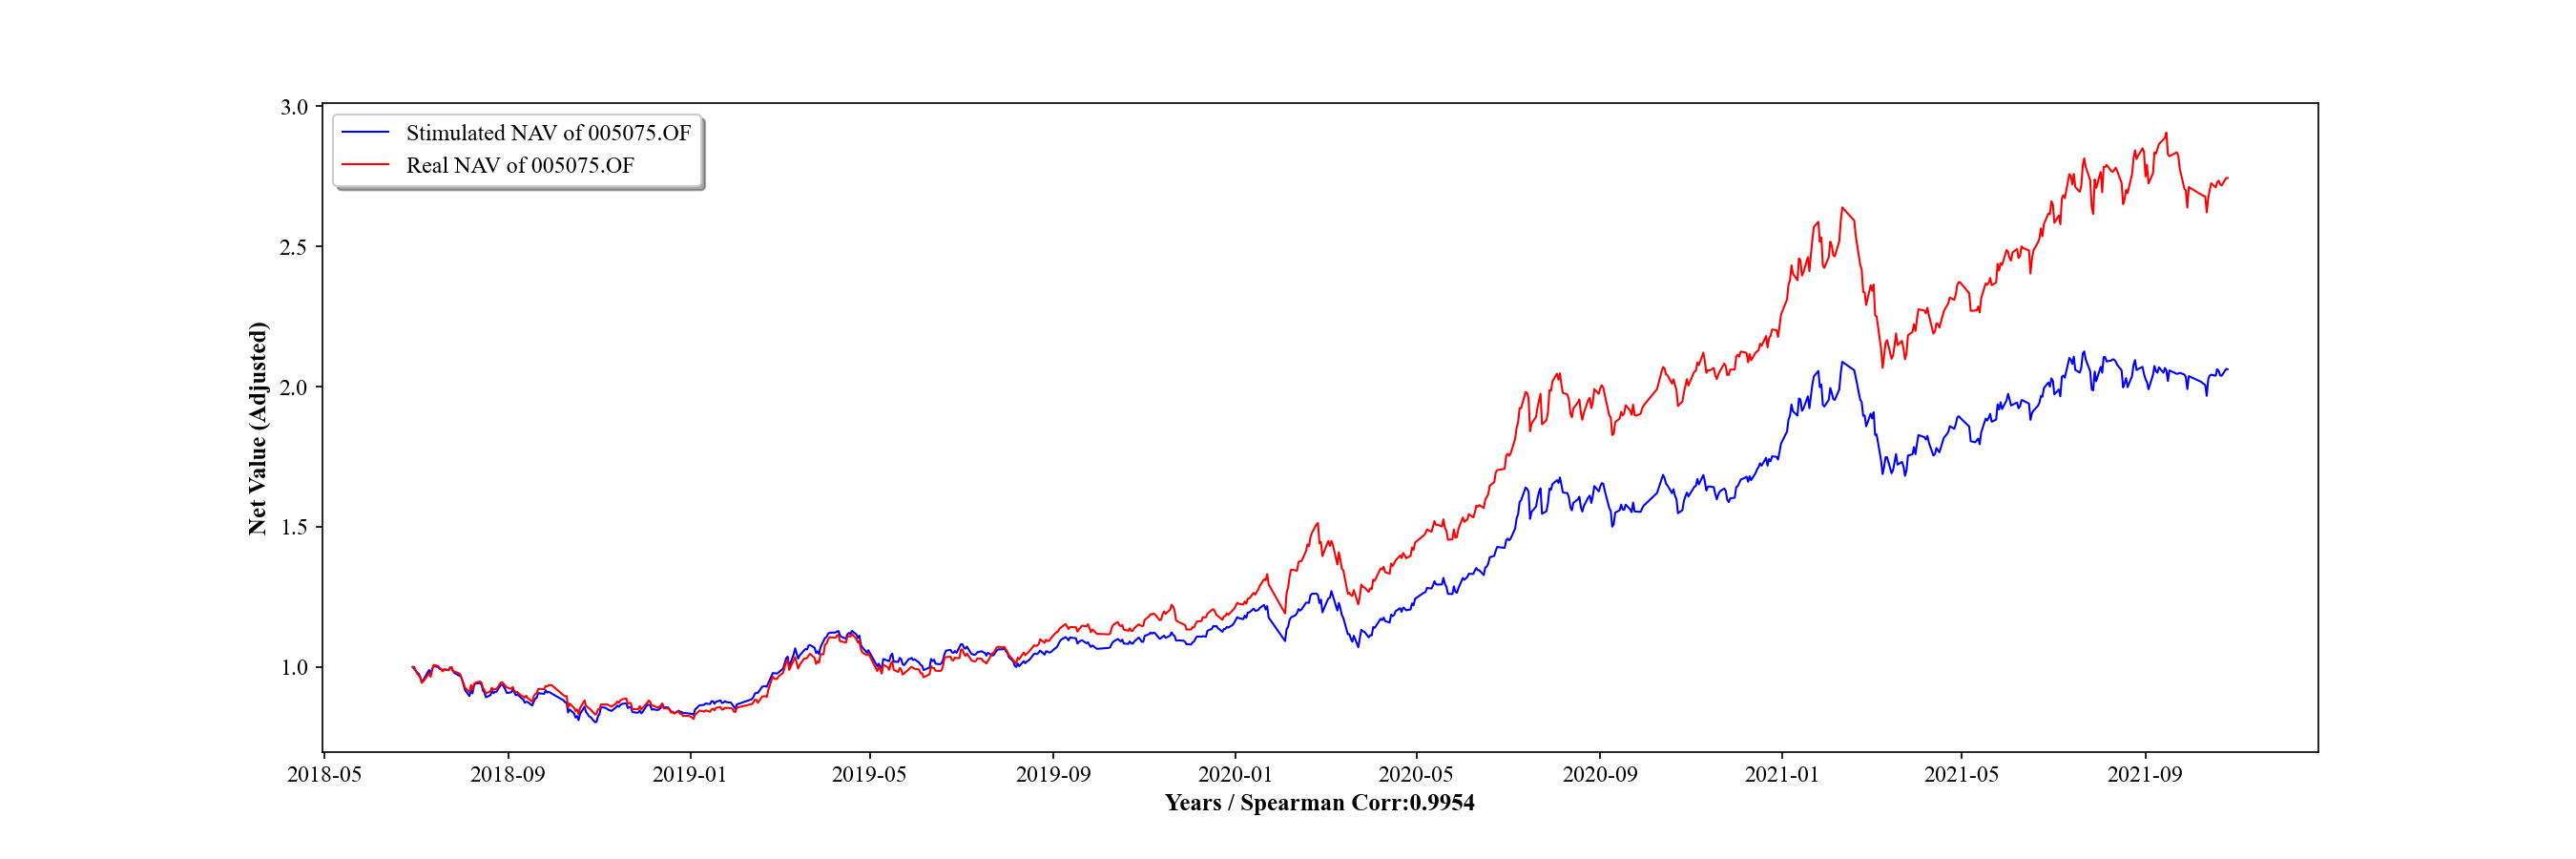 3.0
Stimulated NAV of 005075.OF
Real NAV of 005075.OF
2.5
2.0
1.5
1.0
Net Value (Adjusted)
2018-05 2018-09 2019-01 2019-05 2019-09 2020-01 2020-05 2020-09 2021-01 2021-05 2021-09
Years / Spearman Corr:0.9954